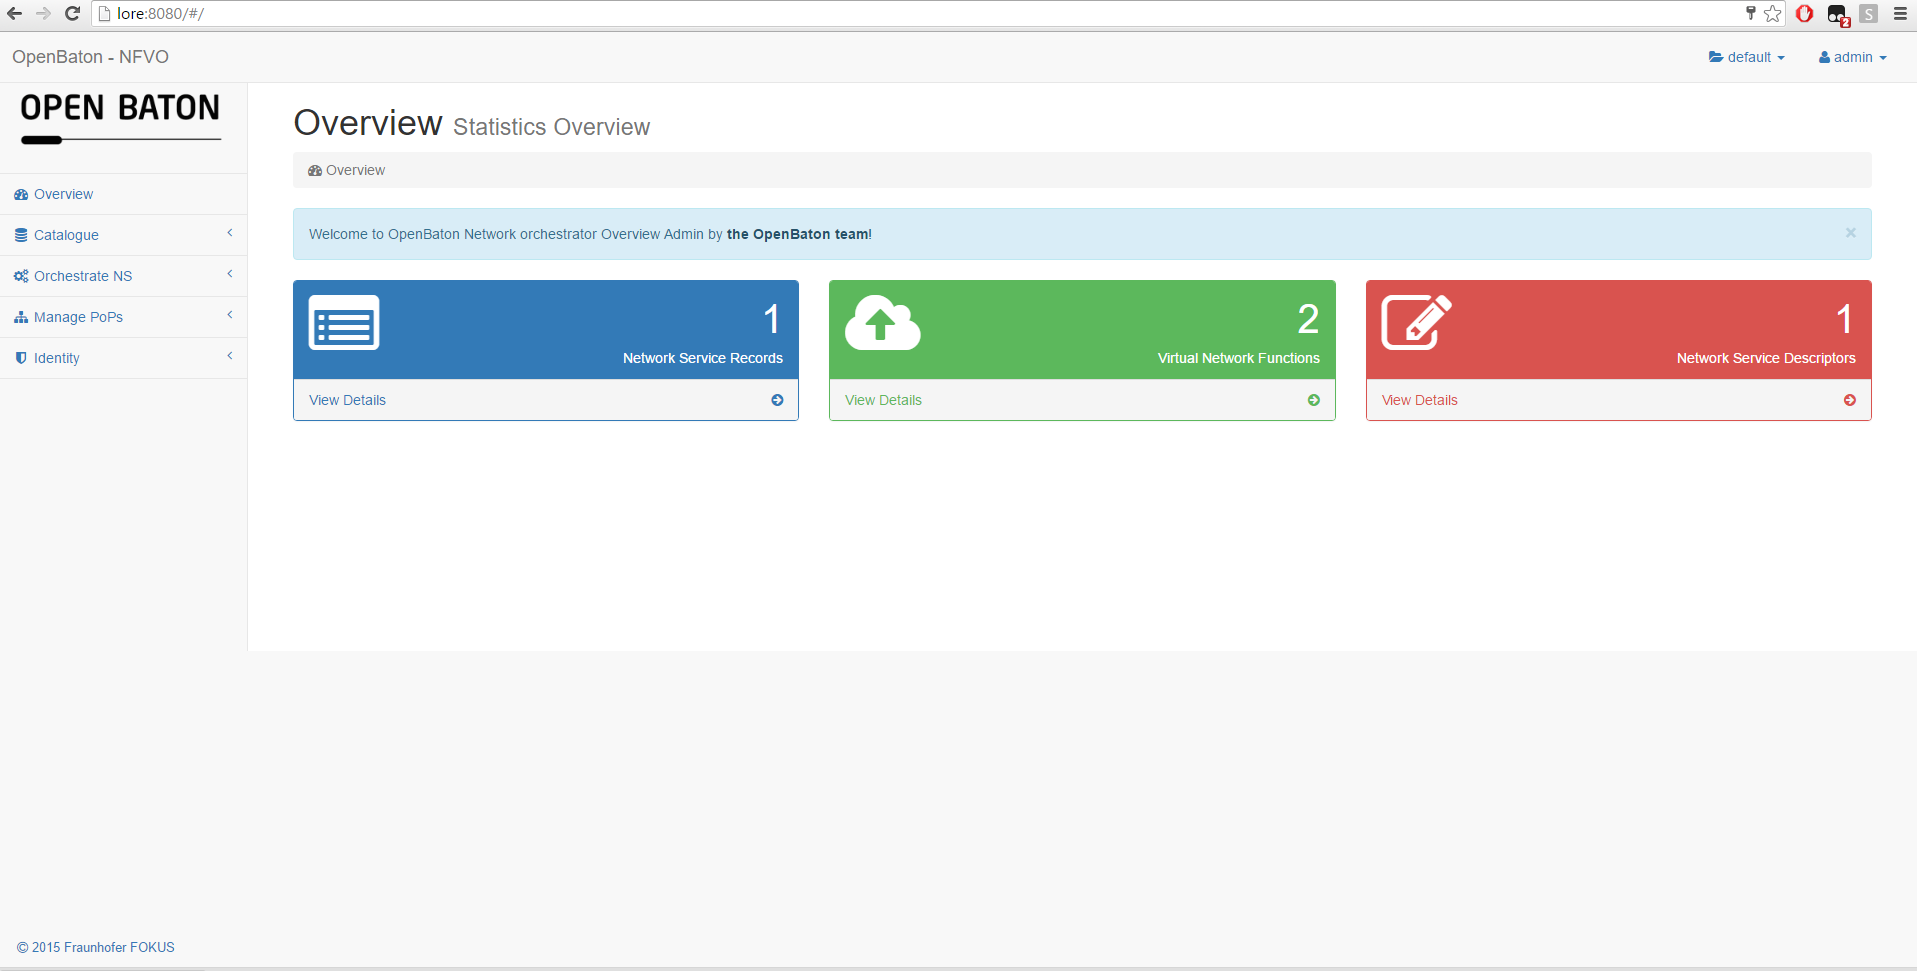 lore:8080/#/
2
S
OpenBaton - NFVO
default
admin
OPEN BATON
Overview Statistics Overview
Overview
Welcome to OpenBaton Network orchestrator Overview Admin by the OpenBaton team!
×
Overview
Catalogue
Orchestrate NS
Manage PoPs
Identity
1
Network Service Records
View Details
2
Virtual Network Functions
View Details
1
Network Service Descriptors
View Details
© 2015 Fraunhofer FOKUS